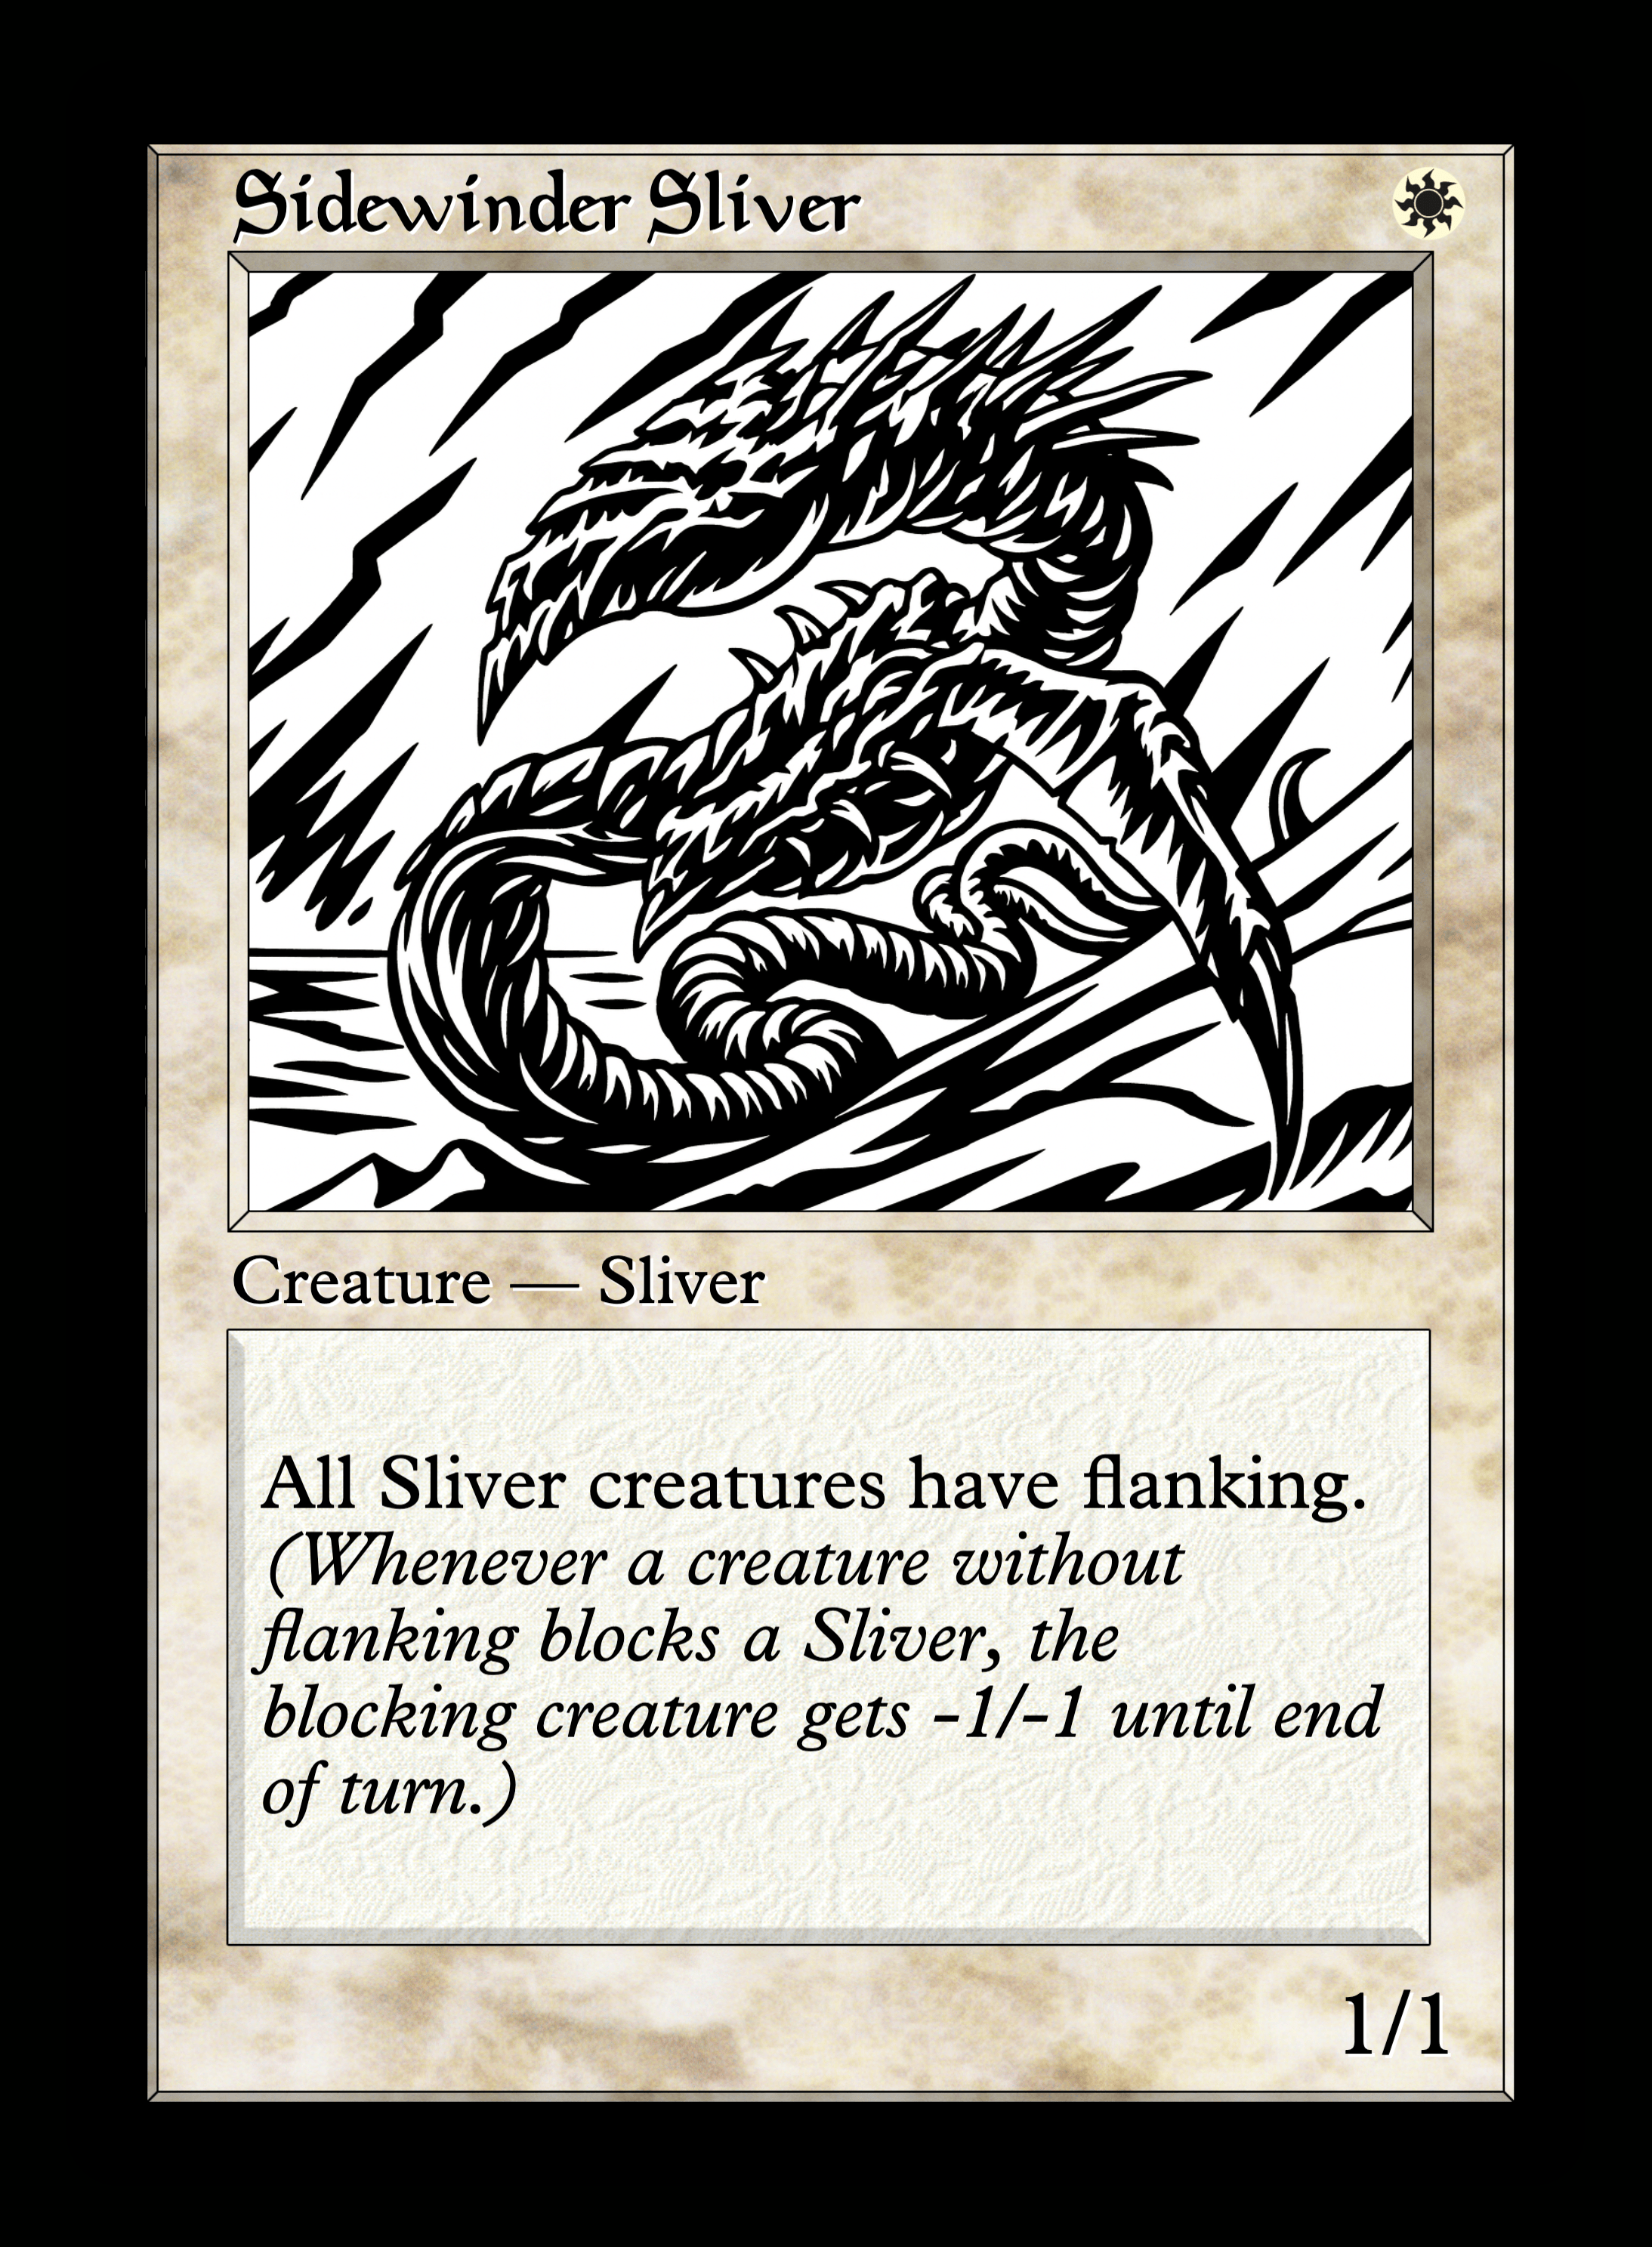 Sidewinder Sliver
Creature — Sliver
All Sliver creatures have flanking.
(Whenever a creature without
flanking blocks a Sliver, the
blocking creature gets -1/-1 until end
of turn.)
1/1